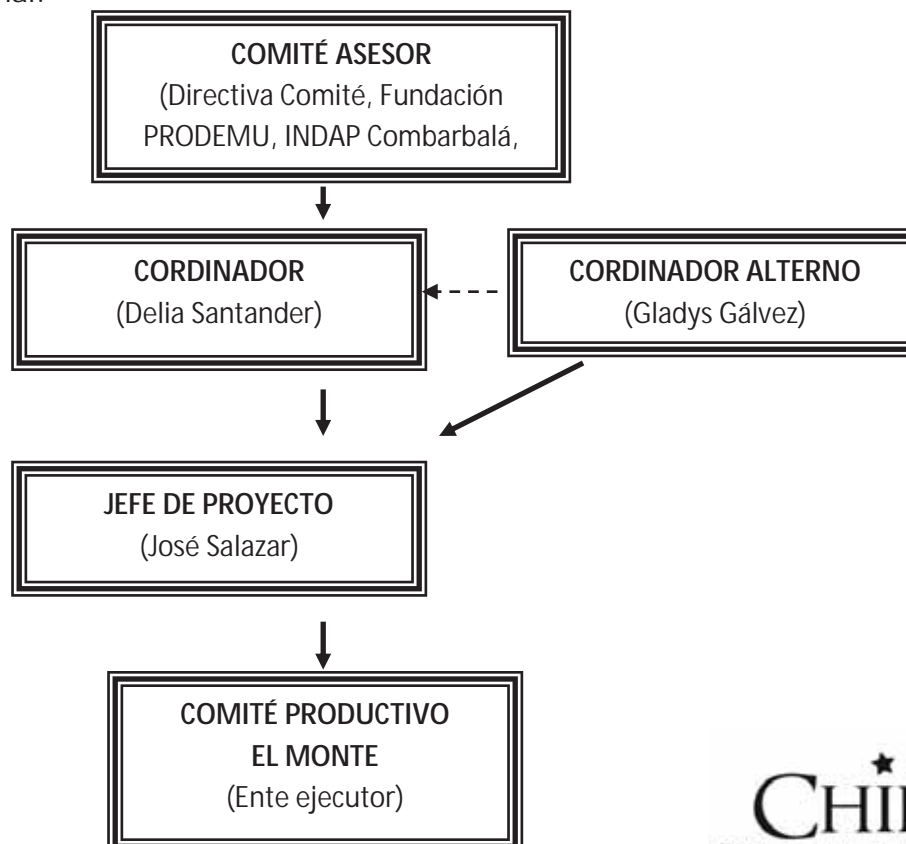 COMITÉ ASESOR
(Directiva Comité, Fundación
PRODEMU, INDAP Combarbalá,
CORDINADOR
(Delia Santander)
CORDINADOR ALTERNO
(Gladys Gálvez)
JEFE DE PROYECTO
(José Salazar)
COMITÉ PRODUCTIVO
EL MONTE
(Ente ejecutor)